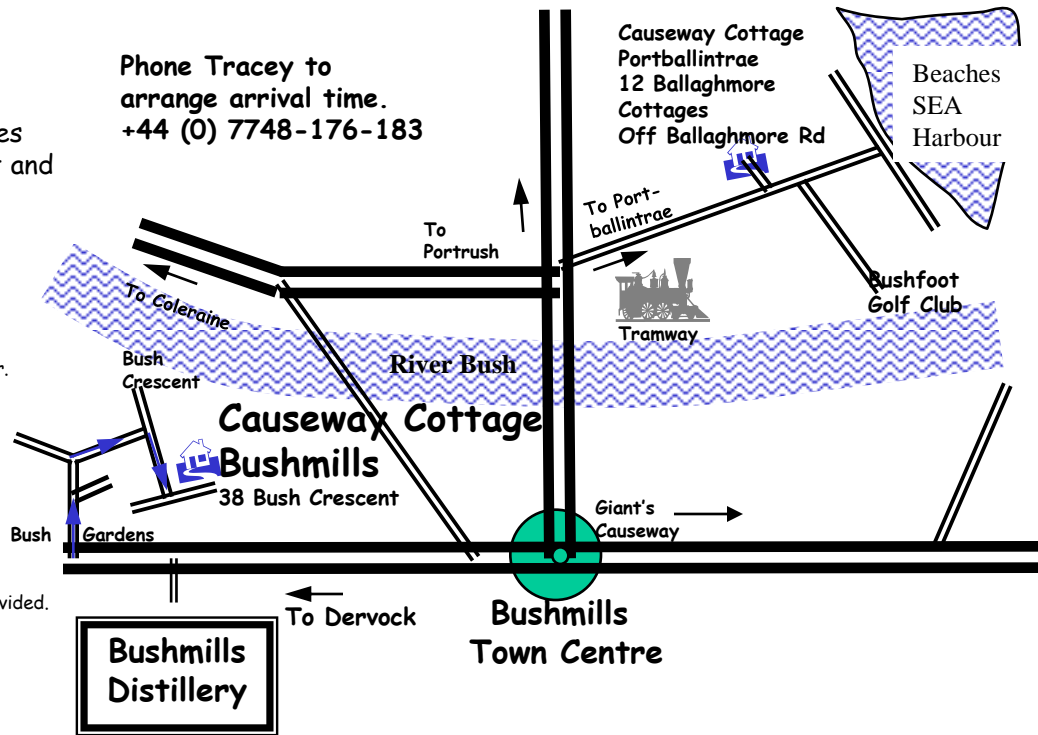 Phone Tracey to
arrange arrival time.
+44 (0) 7748-176-183
Causeway Cottage
Portballintrae
12 Ballaghmore
Cottages
Off Ballaghmore Rd
Beaches
SEA
Harbour
and
To Port-
ballintrae
To
Portrush
To Coleraine
Tramway
Bushfoot
Golf Club
River Bush
Bush
Crescent
Causeway Cottage
Bushmills
38 Bush Crescent
Bush Gardens
Giant's
Causeway
To Dervock
Bushmills
Town Centre
Bushmills
Distillery